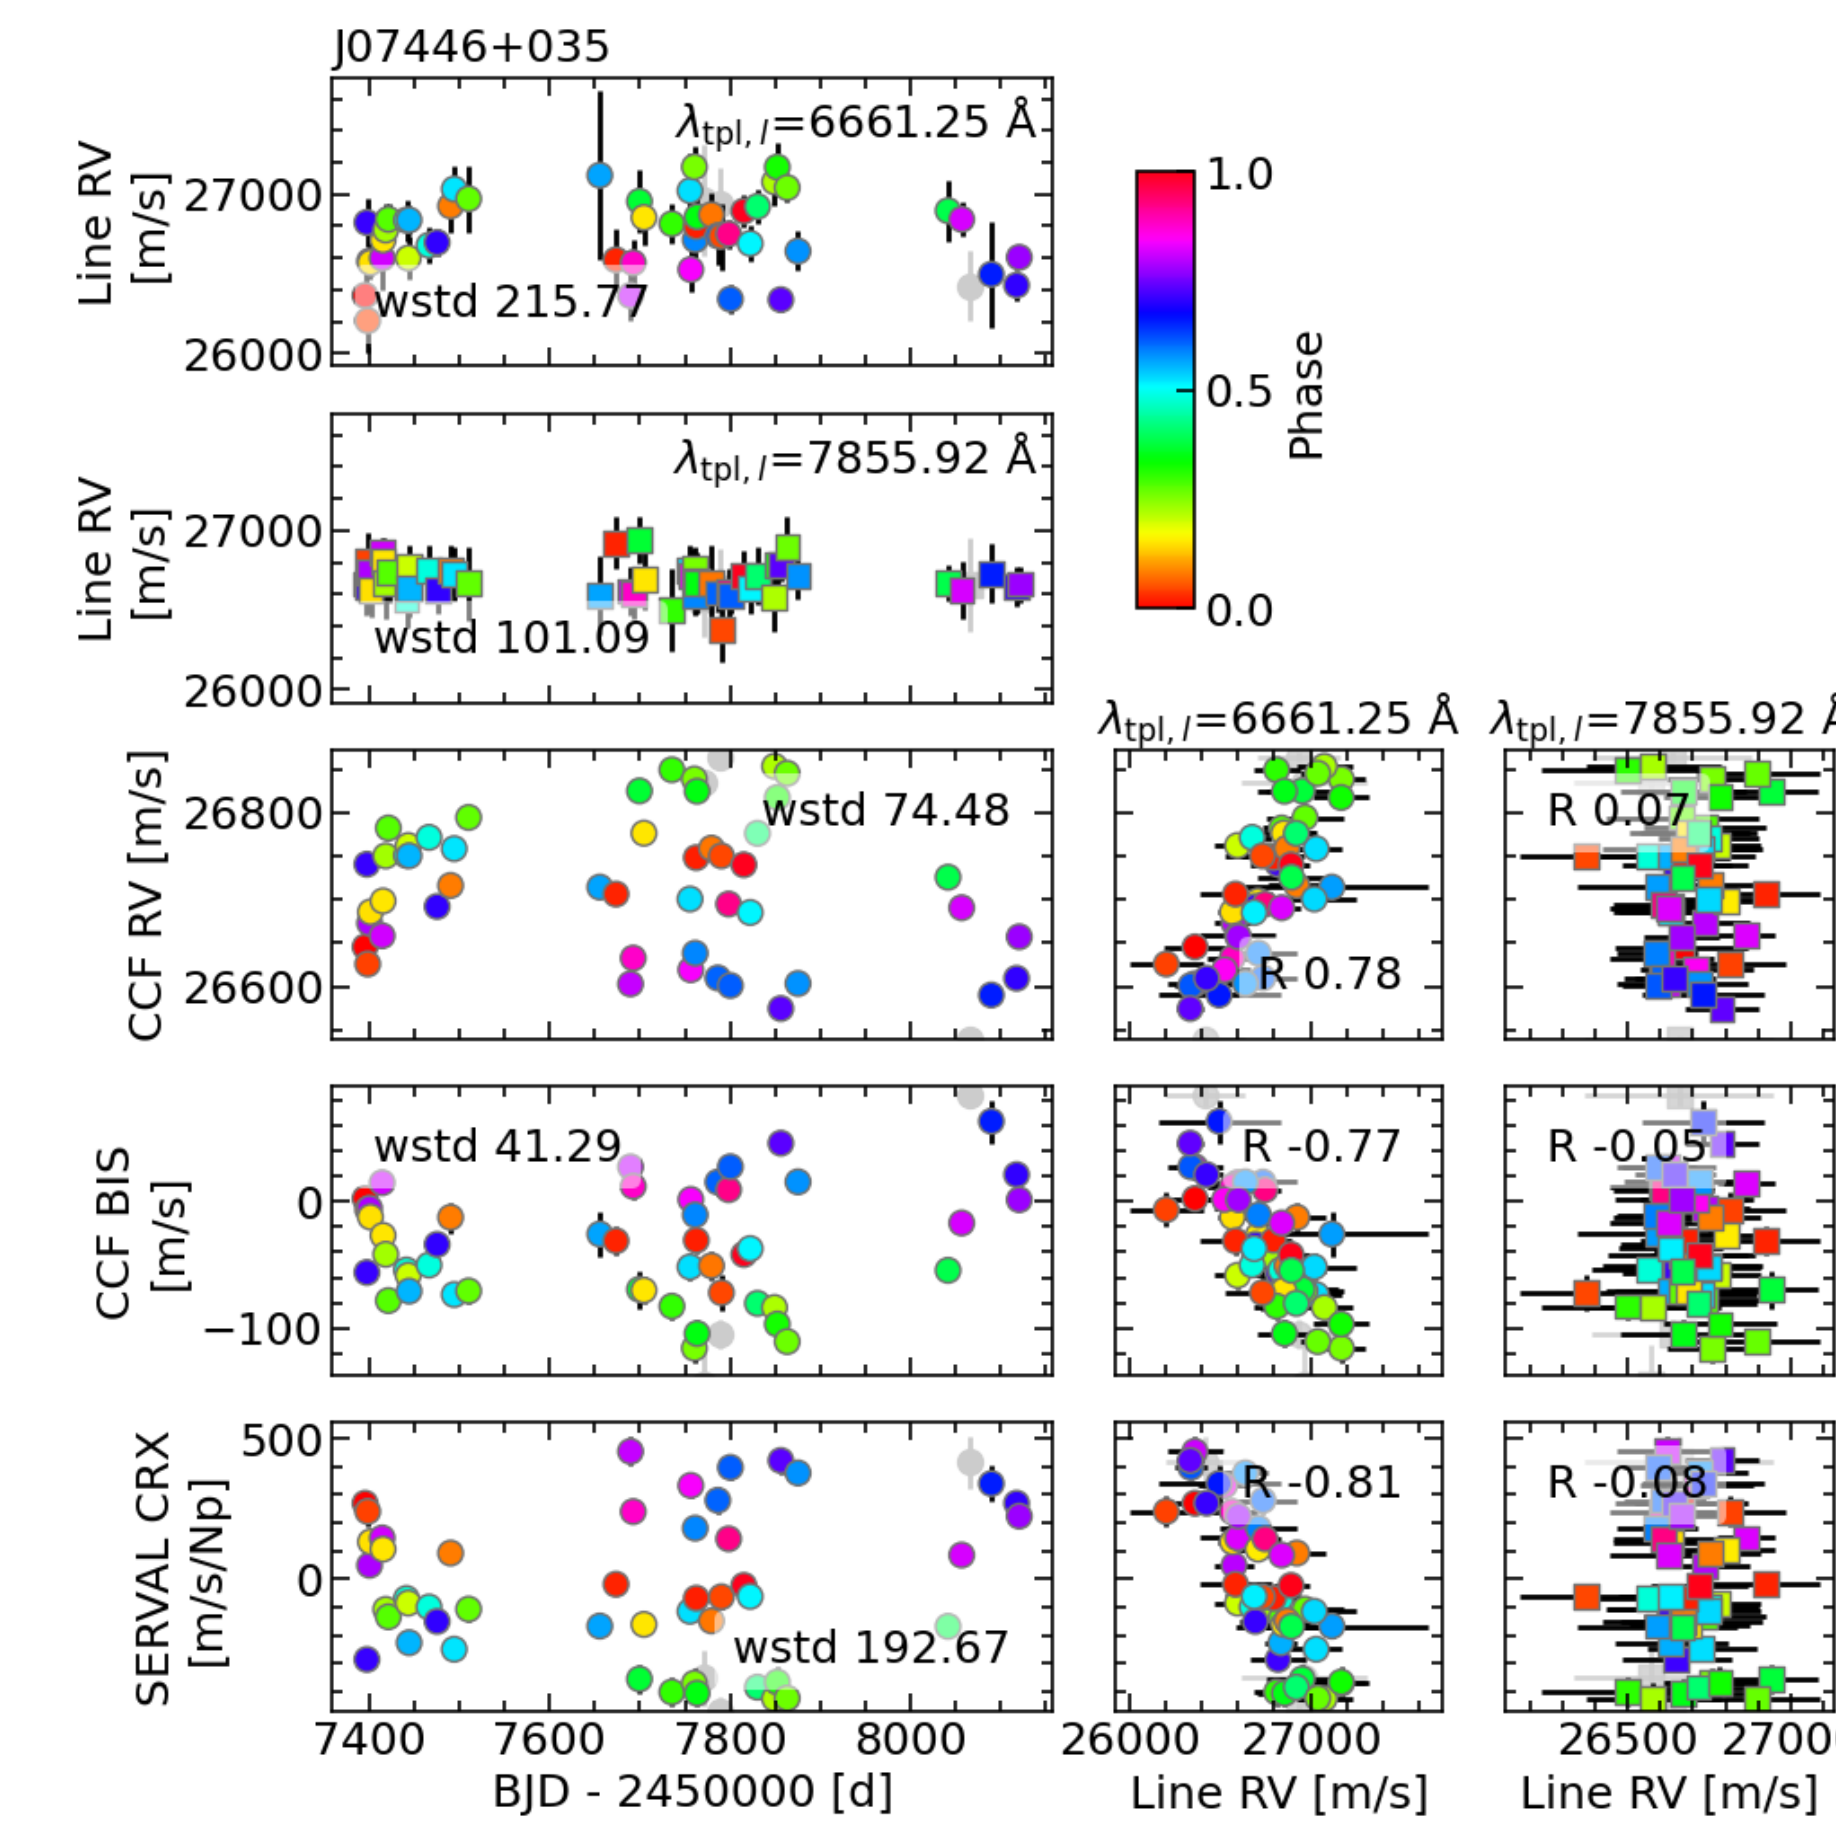 J07446+035
Line RV
[m/s]
27000
26000
λtpl, l=6661.25 Å
wstd 215.77
1.0
0.5
0.0
Phase
Line RV
[m/s]
27000
26000
λtpl, l=7855.92 Å
wstd 101.09
λtpl, l=6661.25 Å
λtpl, l=7855.92 Å
CCF RV [m/s]
26800
26600
wstd 74.48
R 0.78
R 0.07
CCF BIS
[m/s]
0
−100
wstd 41.29
R -0.77
R -0.05
SERVAL CRX
[m/s/Np]
500
0
wstd 192.67
R -0.81
R -0.08
7400 7600 7800 8000
26000 27000
26500 2700
BJD - 2450000 [d]
Line RV [m/s]
Line RV [m/s]